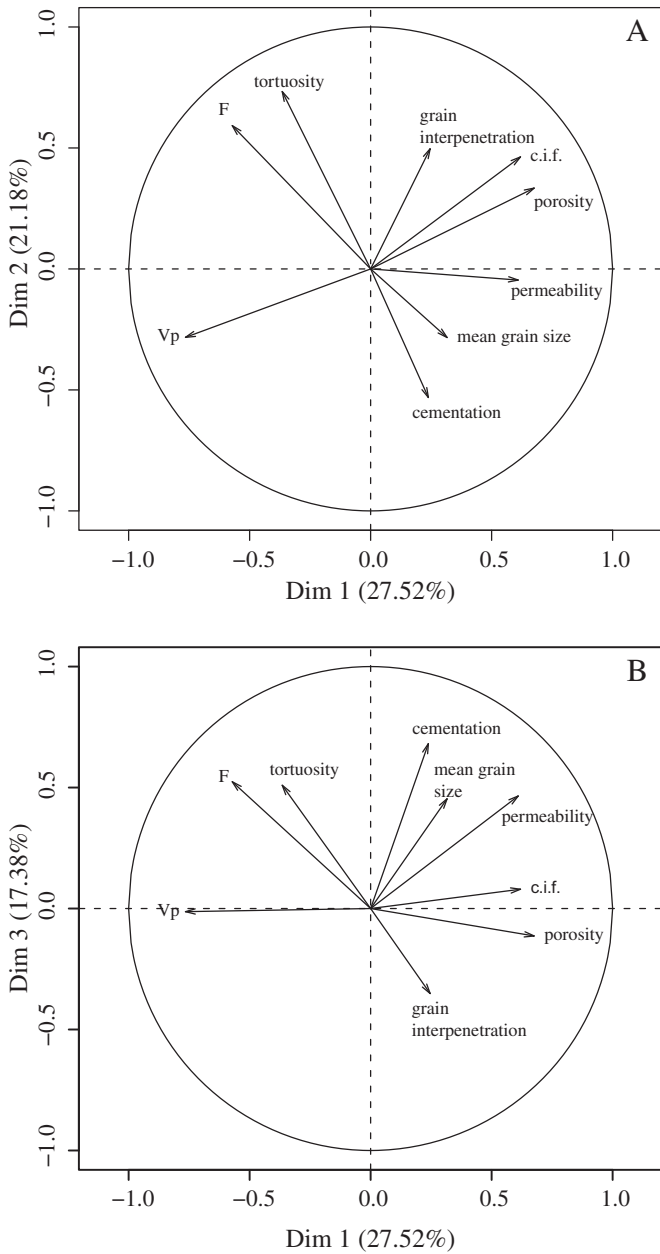 A
tortuosity
F
grain
interpenetration
c.i.f.
porosity
permeability
Vp
mean grain size
cementation
1.0
0.5
0.0
−0.5
−1.0
Dim 2 (21.18%)
−1.0 −0.5 0.0 0.5 1.0
Dim 1 (27.52%)
B
cementation
F
tortuosity
mean grain
size
permeability
c.i.f.
Vp
porosity
grain
interpenetration
1.0
0.5
0.0
−0.5
−1.0
Dim 3 (17.38%)
−1.0 −0.5 0.0 0.5 1.0
Dim 1 (27.52%)